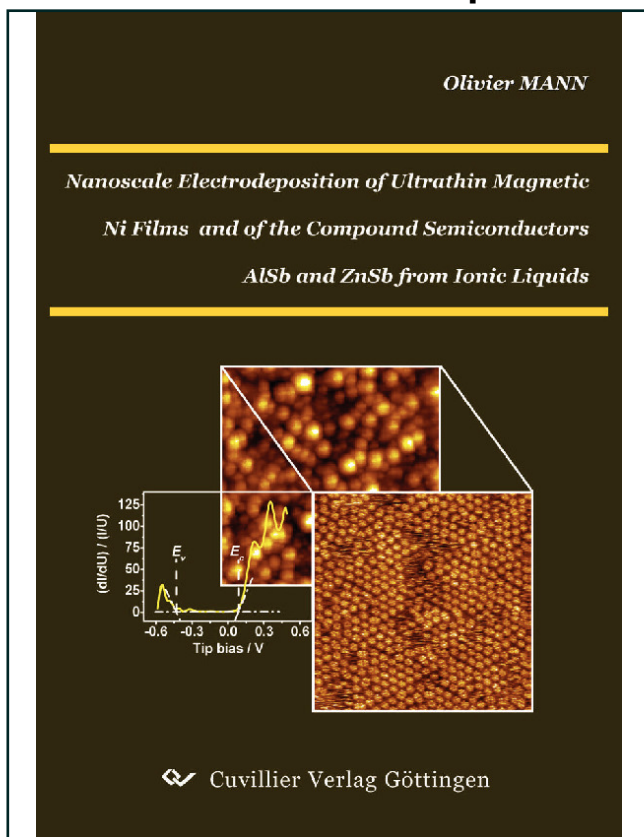 Olivier MANN
Nanoscale Electrodeposition of Ultrathin Magnetic
Ni Films and of the Compound Semiconductors
AlSb and ZnSb from Ionic Liquids
(dI/dU) / (I/U)
125
100
75
50
25
0
Ev
Ec
-0.6 -0.3 0.0 0.3 0.6
Tip bias / V
Cuvillier Verlag Göttingen